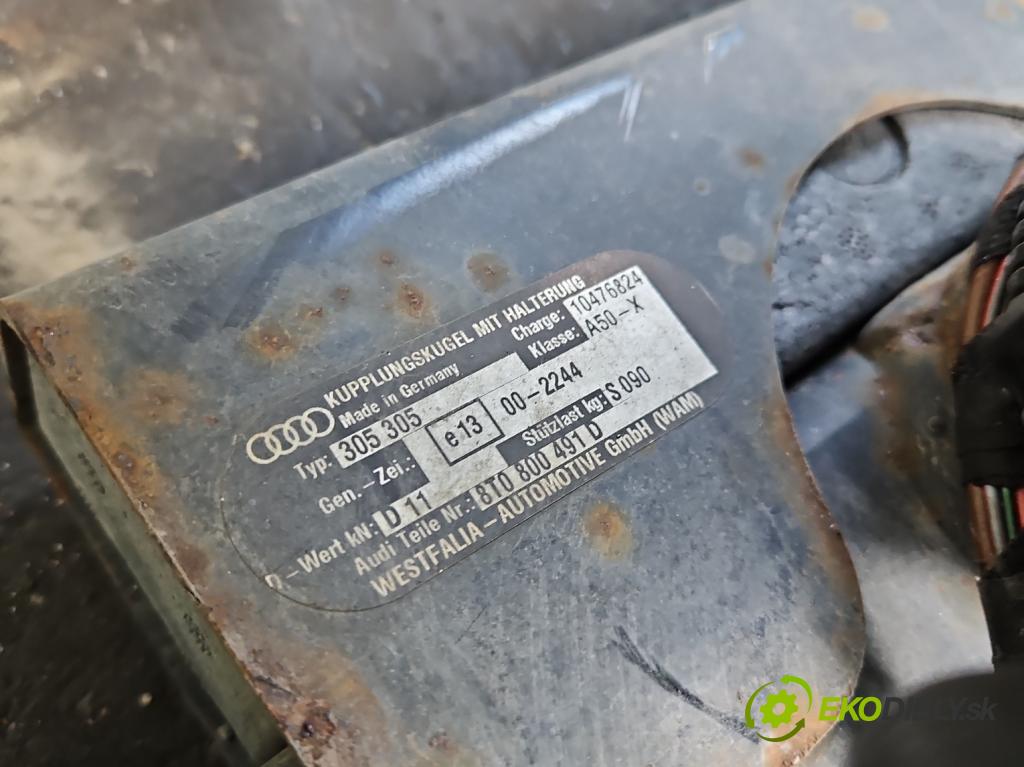 KUPPLUNGSKUGEL MIT HALTERUNG
Made in Germany Charge: 10476824
Typ: 305 305 Klasse: A50-X
Gen.-Zei.: e13 00-2244
D-Wert kN: D 11 Stützlast kg: S 090
Audi Teile Nr.: 8T0 800 491 D
WESTFALIA-AUTOMOTIVE GmbH (WAM)
EKODIELY.sk